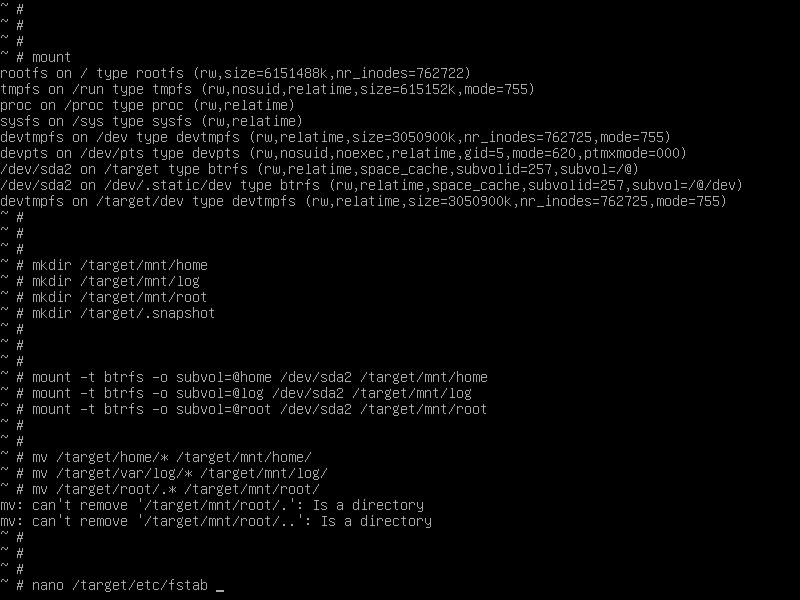 ~ #
~ #
~ #
~ # mount
rootfs on / type rootfs (rw,size=6151488k,nr_inodes=762722)
tmpfs on /run type tmpfs (rw,nosuid,relatime,size=615152k,mode=755)
proc on /proc type proc (rw,relatime)
sysfs on /sys type sysfs (rw,relatime)
devtmpfs on /dev type devtmpfs (rw,relatime,size=3050900k,nr_inodes=762725,mode=755)
devpts on /dev/pts type devpts (rw,nosuid,noexec,relatime,gid=5,mode=620,ptmxmode=000)
/dev/sda2 on /target type btrfs (rw,relatime,space_cache,subvolid=257,subvol=/@)
/dev/sda2 on /dev/.static/dev type btrfs (rw,relatime,space_cache,subvolid=257,subvol=/@/dev)
devtmpfs on /target/dev type devtmpfs (rw,relatime,size=3050900k,nr_inodes=762725,mode=755)
~ #
~ #
~ #
~ # mkdir /target/mnt/home
~ # mkdir /target/mnt/log
~ # mkdir /target/mnt/root
~ # mkdir /target/.snapshot
~ #
~ #
~ #
~ # mount -t btrfs -o subvol=@home /dev/sda2 /target/mnt/home
~ # mount -t btrfs -o subvol=@log /dev/sda2 /target/mnt/log
~ # mount -t btrfs -o subvol=@root /dev/sda2 /target/mnt/root
~ #
~ #
~ # mv /target/home/* /target/mnt/home/
~ # mv /target/var/log/* /target/mnt/log/
~ # mv /target/root/.* /target/mnt/root/
mv: can't remove '/target/mnt/root/.': Is a directory
mv: can't remove '/target/mnt/root/..': Is a directory
~ #
~ #
~ #
~ # nano /target/etc/fstab _